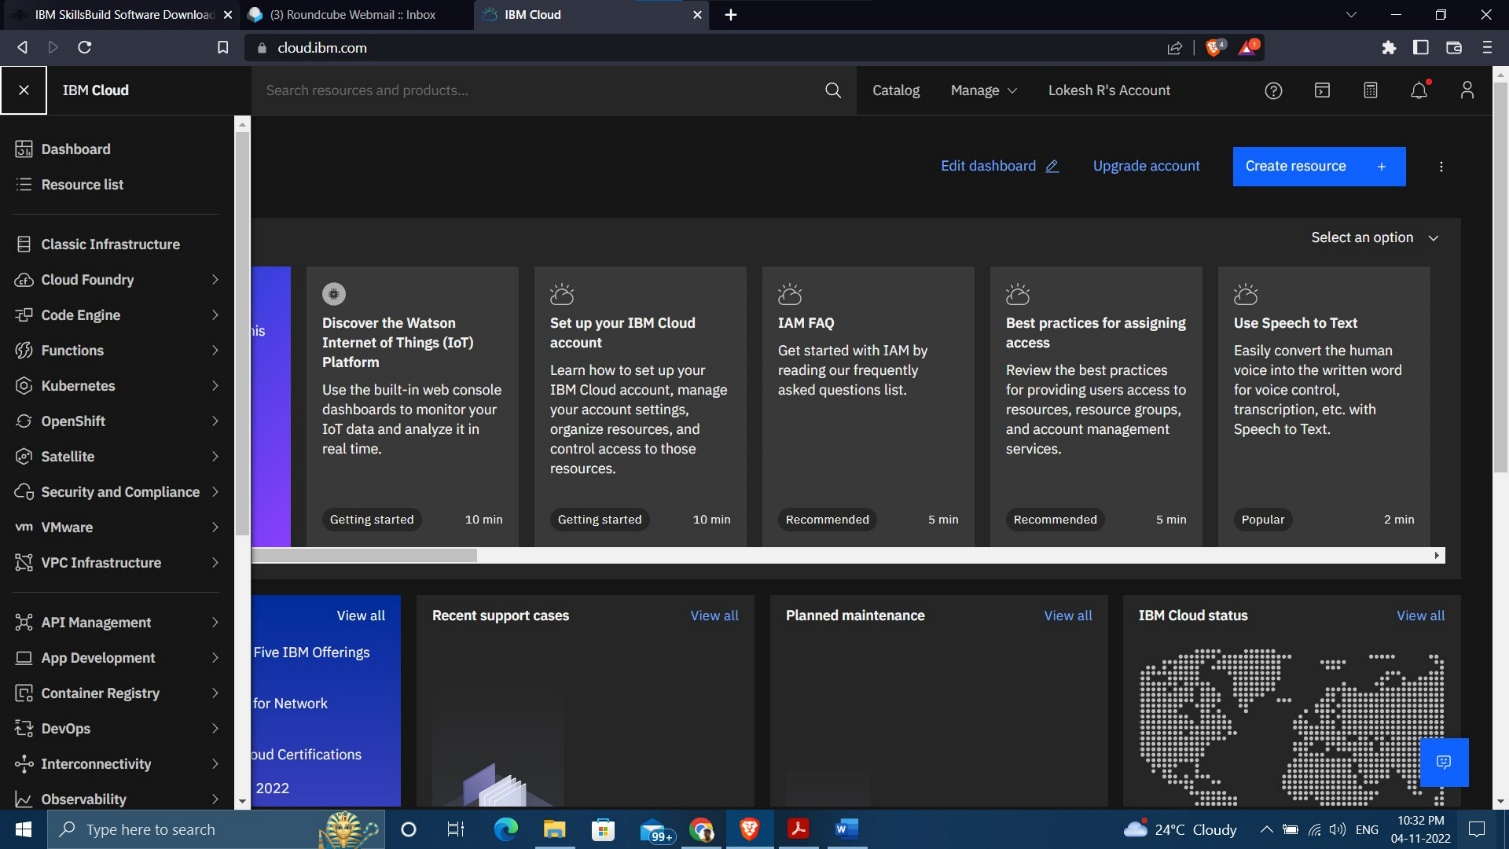 IBM SkillsBuild Software Downloa
(3) Roundcube Webmail :: Inbox
IBM Cloud
cloud.ibm.com
4
1
IBM Cloud
Search resources and products...
Catalog
Manage
Lokesh R's Account
Dashboard
Resource list
Classic Infrastructure
Cloud Foundry
Code Engine
Functions
Kubernetes
OpenShift
Satellite
Security and Compliance
vm VMware
VPC Infrastructure
API Management
App Development
Container Registry
DevOps
Interconnectivity
Observability
Edit dashboard
Upgrade account
Create resource +
Select an option
his
Discover the Watson
Internet of Things (IoT)
Platform
Use the built-in web console
dashboards to monitor your
IoT data and analyze it in
real time.
Getting started
10 min
Set up your IBM Cloud
account
Learn how to set up your
IBM Cloud account, manage
your account settings,
organize resources, and
control access to those
resources.
Getting started
10 min
IAM FAQ
Get started with IAM by
reading our frequently
asked questions list.
Recommended
5 min
Best practices for assigning
access
Review the best practices
for providing users access to
resources, resource groups,
and account management
services.
Recommended
5 min
Use Speech to Text
Easily convert the human
voice into the written word
for voice control,
transcription, etc. with
Speech to Text.
Popular
2 min
View all
Five IBM Offerings
for Network
oud Certifications
2022
Recent support cases
View all
Planned maintenance
View all
IBM Cloud status
View all
Type here to search
99+
24°C Cloudy
ENG
10:32 PM
04-11-2022